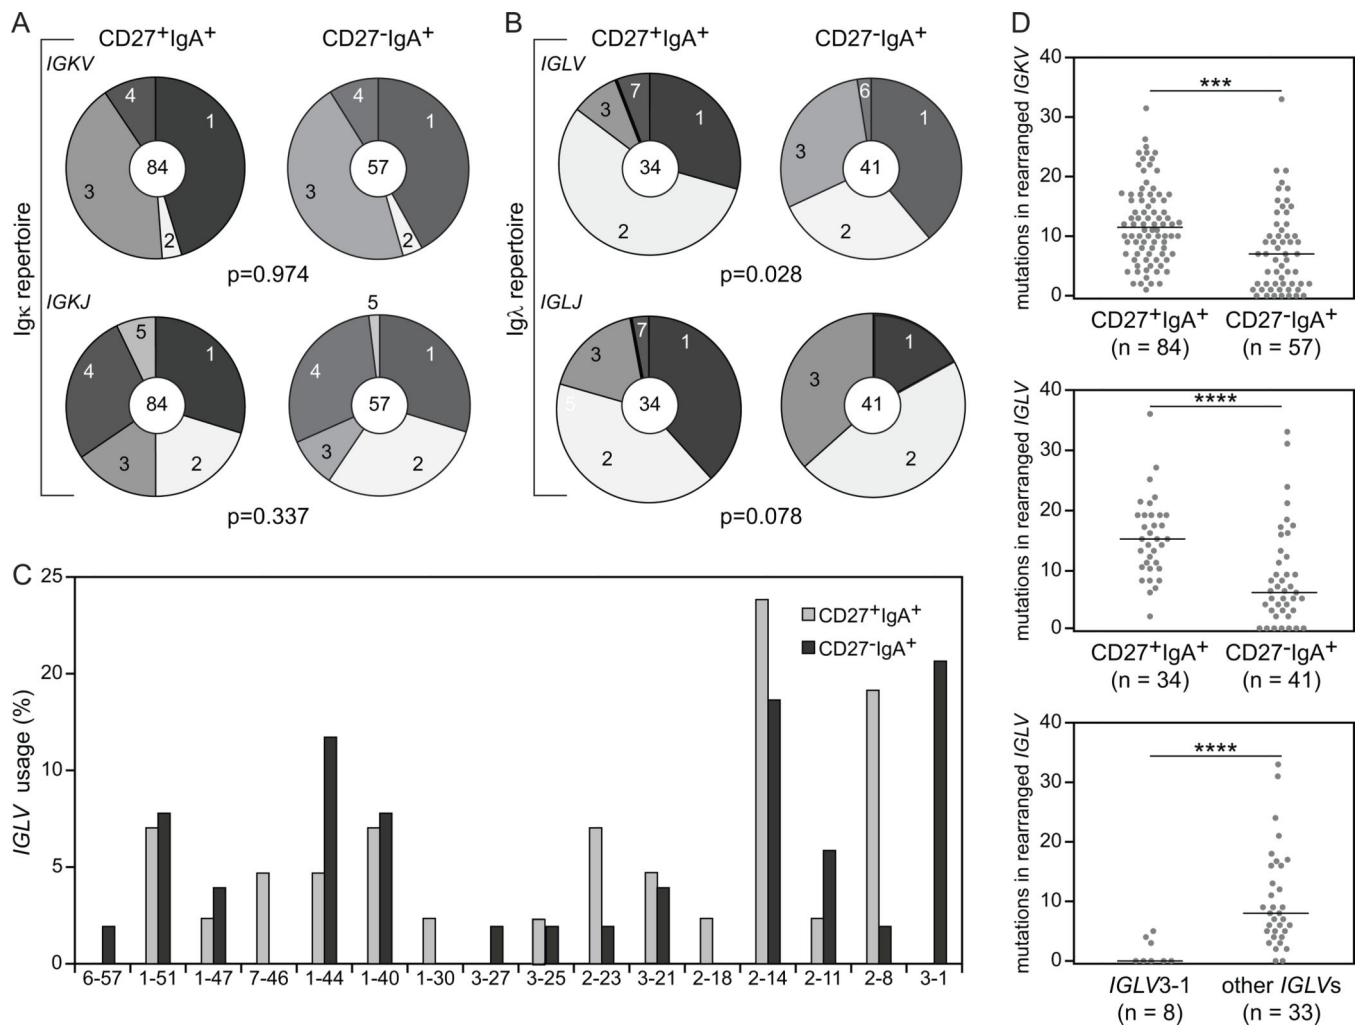 A
CD27+IgA+
CD27-IgA+
Igκ repertoire
IGKV
4
1
3
84
2
4
1
3
57
2
p=0.974
IGKJ
5
5
1
4
84
3
2
1
4
57
3
2
p=0.337
B
CD27+IgA+
CD27-IgA+
Igλ repertoire
IGLV
7
3
1
34
2
6
1
3
41
2
p=0.028
IGLJ
7
1
3
5
34
2
1
3
41
2
p=0.078
C
IGLV usage (%)
25
20
10
5
0
CD27+IgA+
CD27-IgA+
6-57 1-51 1-47 7-46 1-44 1-40 1-30 3-27 3-25 2-23 3-21 2-18 2-14 2-11 2-8 3-1
D
mutations in rearranged IGKV
40
30
20
10
0
***
CD27+IgA+ CD27-IgA+
(n = 84) (n = 57)
mutations in rearranged IGLV
40
30
20
10
0
****
CD27+IgA+ CD27-IgA+
(n = 34) (n = 41)
mutations in rearranged IGLV
40
30
20
10
0
****
IGLV3-1 other IGLVs
(n = 8) (n = 33)